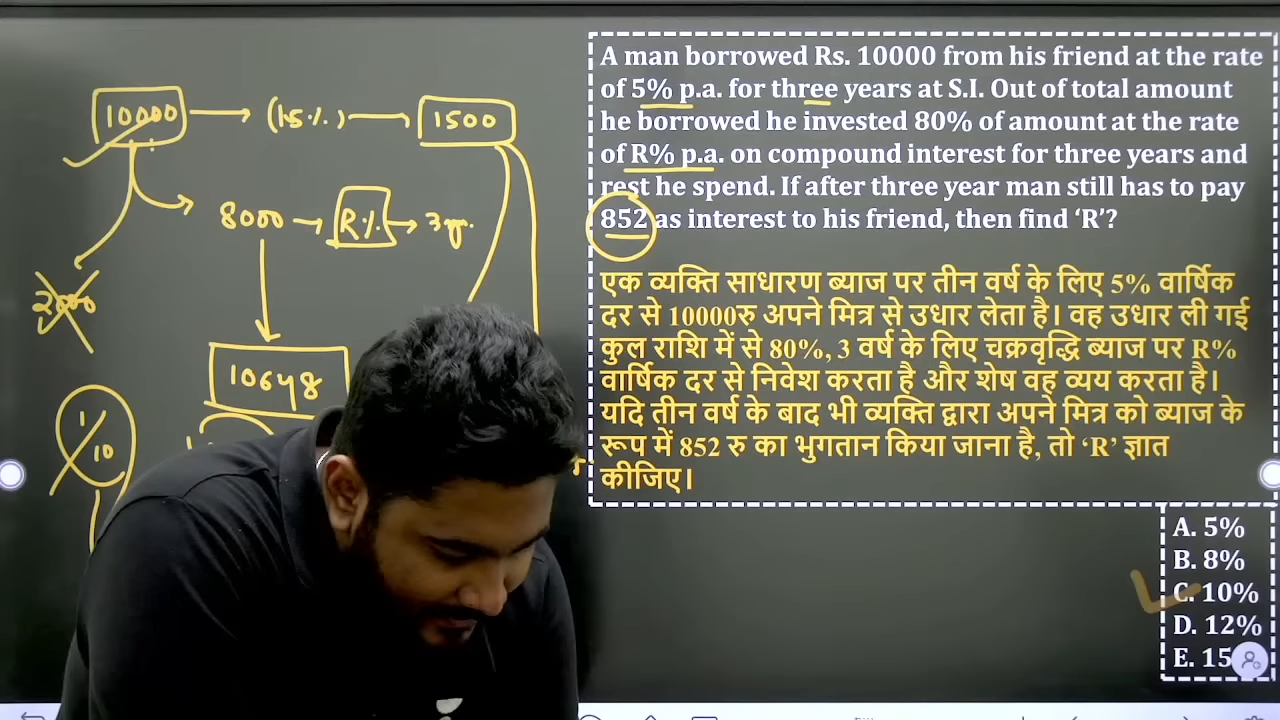 A man borrowed Rs. 10000 from his friend at the rate
of 5% p.a. for three years at S.I. Out of total amount
he borrowed he invested 80% of amount at the rate
of R% p.a. on compound interest for three years and
rest he spend. If after three year man still has to pay
852 as interest to his friend, then find ‘R’?
एक व्यक्ति साधारण ब्याज पर तीन वर्ष के लिए 5% वार्षिक
दर से 10000रु अपने मित्र से उधार लेता है। वह उधार ली गई
कुल राशि में से 80%, 3 वर्ष के लिए चक्रवृद्धि ब्याज पर R%
वार्षिक दर से निवेश करता है और शेष वह व्यय करता है।
यदि तीन वर्ष के बाद भी व्यक्ति द्वारा अपने मित्र को ब्याज के
रूप में 852 रु का भुगतान किया जाना है, तो ‘R’ ज्ञात
कीजिए।
A. 5%
B. 8%
C. 10%
D. 12%
E. 15
10000 (15%) 1500
8000 R% 3yr.
2000
10648
1/10